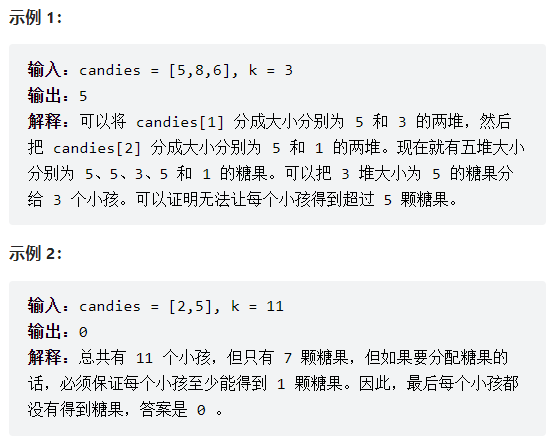 示例 1:
输入:candies = [5,8,6], k = 3
输出:5
解释:可以将 candies[1] 分成大小分别为 5 和 3 的两堆,然后
把 candies[2] 分成大小分别为 5 和 1 的两堆。现在就有五堆大小
分别为 5、5、3、5 和 1 的糖果。可以把 3 堆大小为 5 的糖果分
给 3 个小孩。可以证明无法让每个小孩得到超过 5 颗糖果。
示例 2:
输入:candies = [2,5], k = 11
输出:0
解释:总共有 11 个小孩,但只有 7 颗糖果,但如果要分配糖果的
话,必须保证每个小孩至少能得到 1 颗糖果。因此,最后每个小孩都
没有得到糖果,答案是 0 。